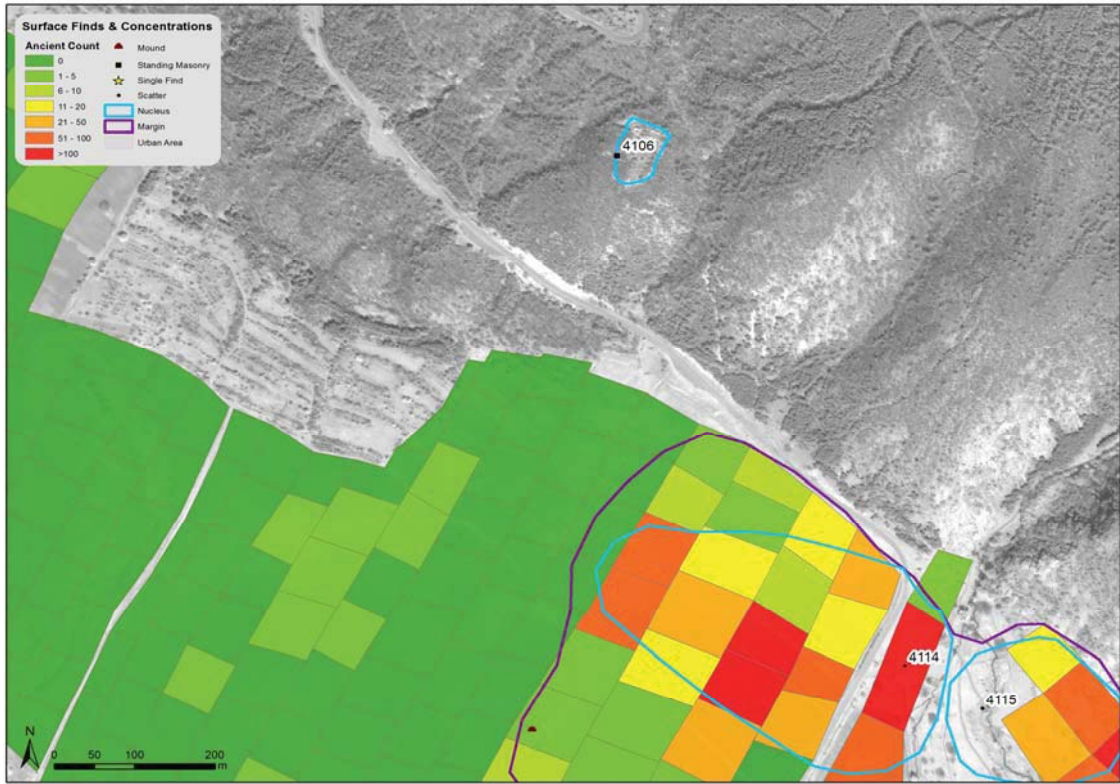 Surface Finds & Concentrations
Ancient Count
0
1 - 5
6 - 10
11 - 20
21 - 50
51 - 100
>100
Mound
Standing Masonry
Single Find
Scatter
Nucleus
Margin
Urban Area
4106
4114
4115
N
0 50 100 200
m